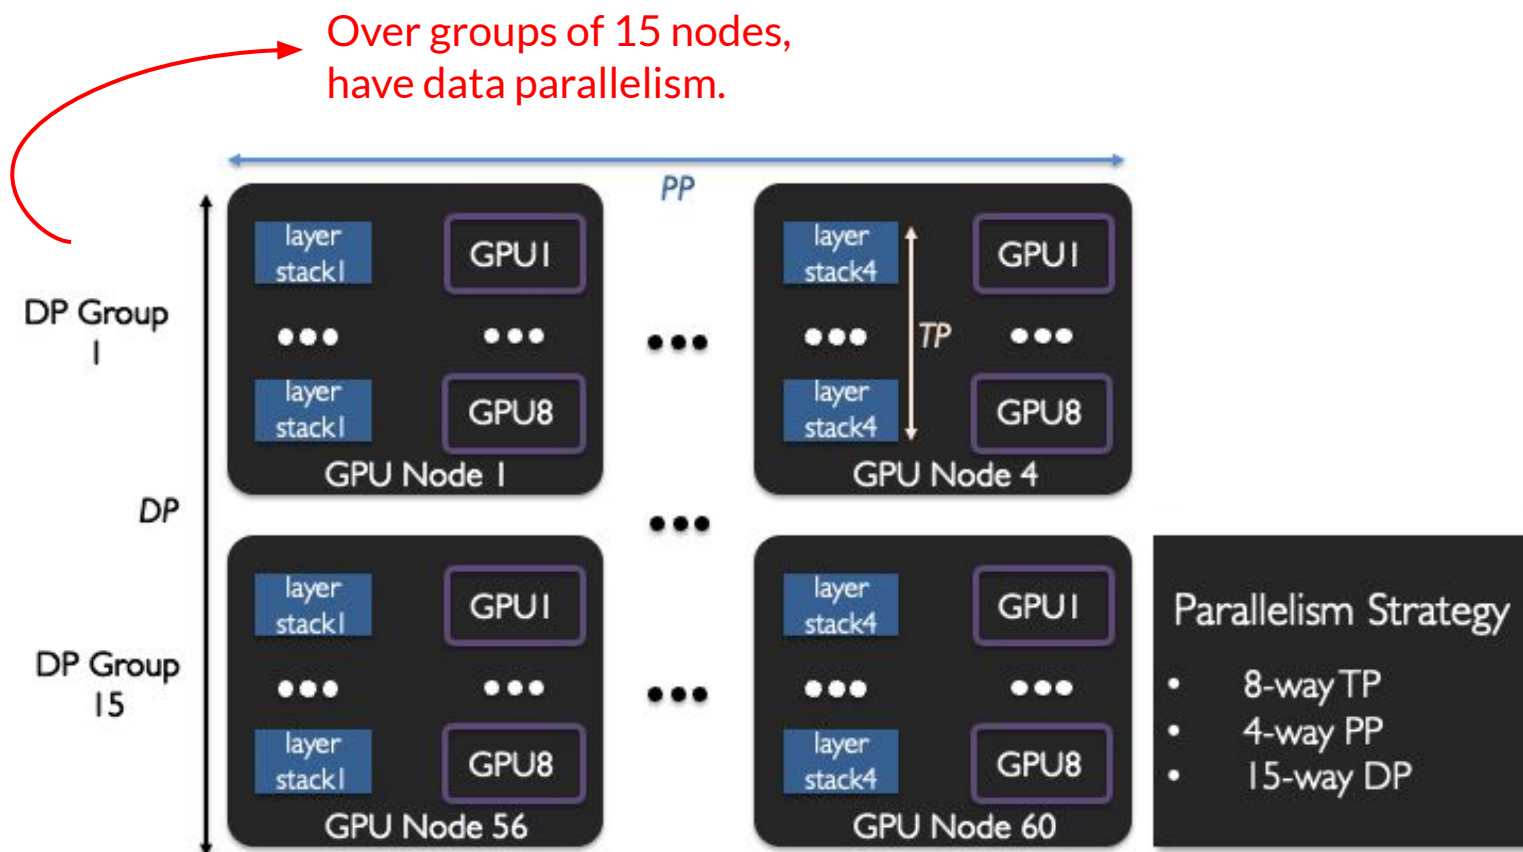 Over groups of 15 nodes,
have data parallelism.
PP
layer
stack1
GPU1
layer
stack4
GPU1
DP Group
1
TP
layer
stack1
GPU8
layer
stack4
GPU8
GPU Node 1
GPU Node 4
DP
layer
stack1
GPU1
layer
stack4
GPU1
Parallelism Strategy
DP Group
15
• 8-way TP
• 4-way PP
• 15-way DP
layer
stack1
GPU8
layer
stack4
GPU8
GPU Node 56
GPU Node 60